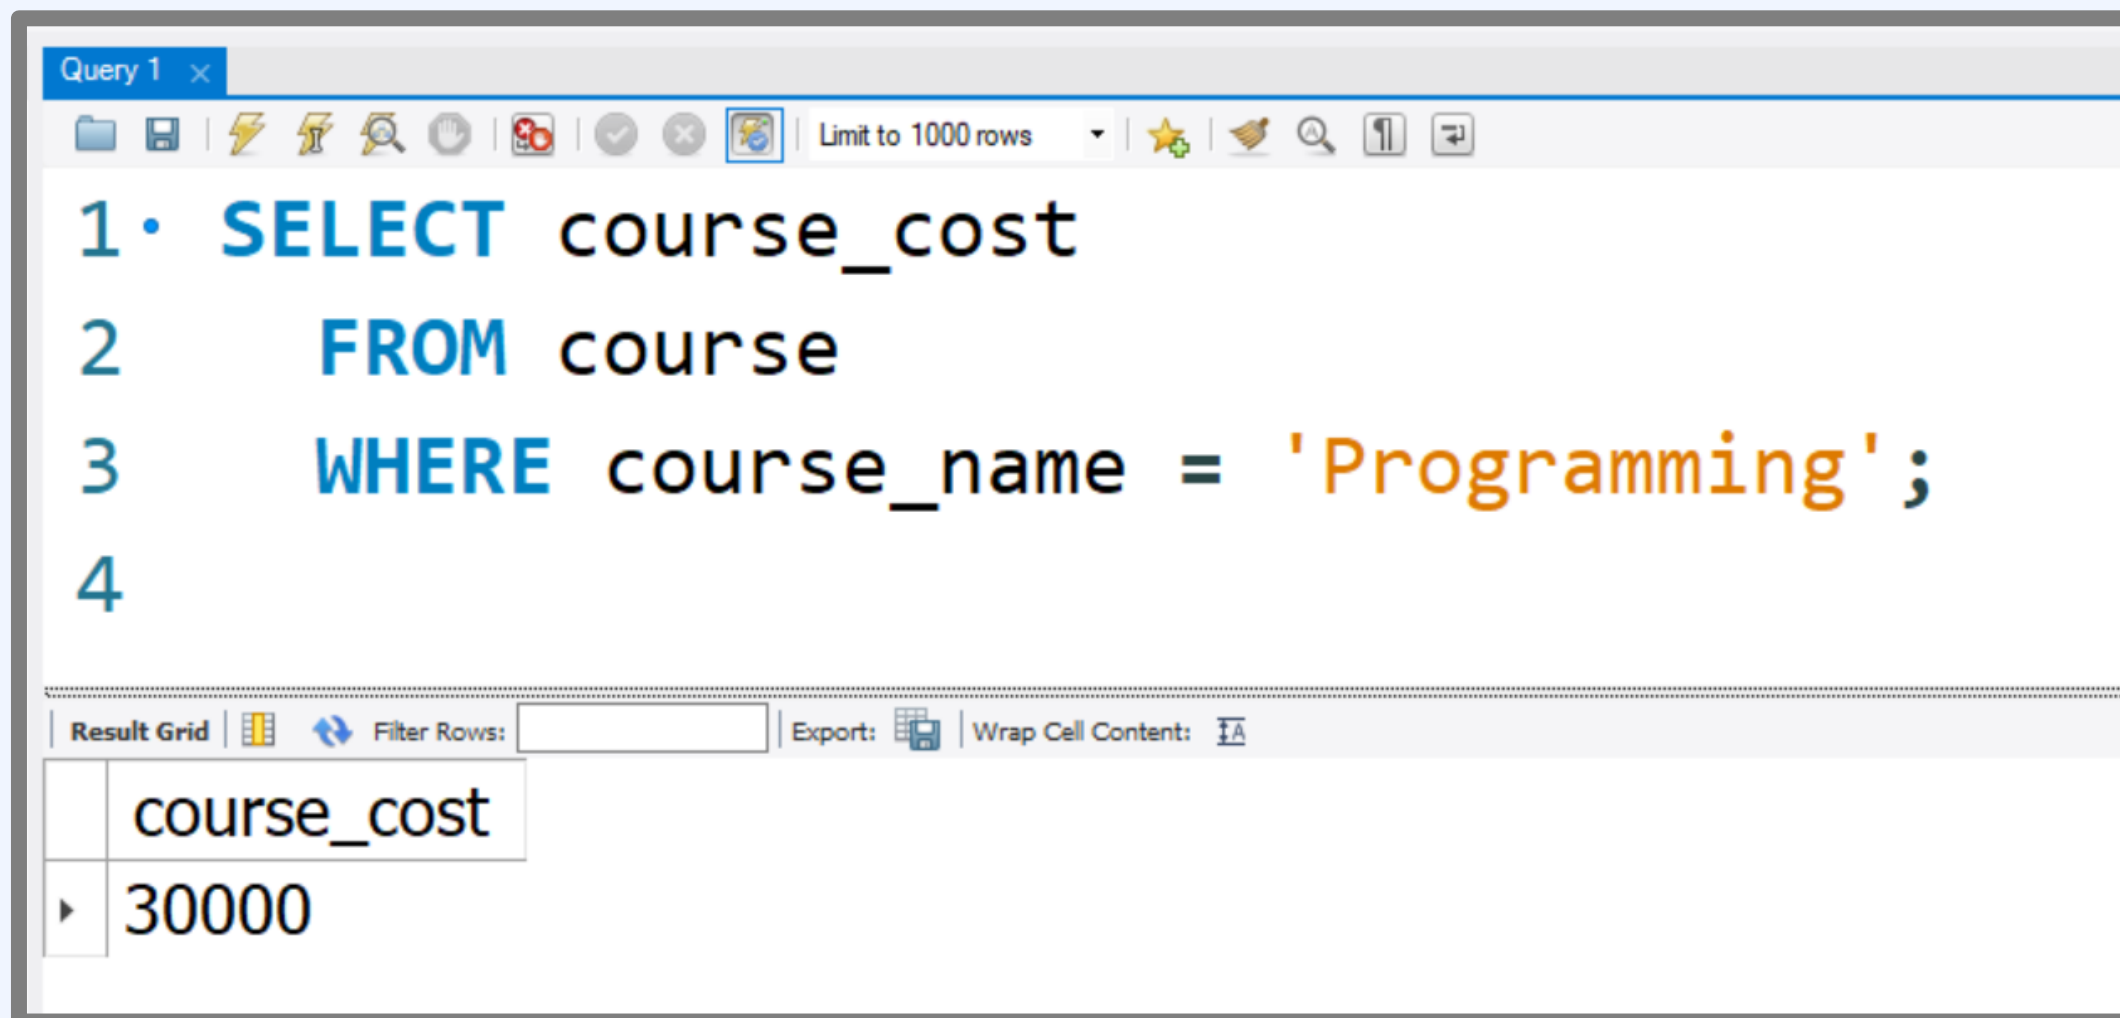 Query 1
Limit to 1000 rows
1 SELECT course_cost
2 FROM course
3 WHERE course_name = 'Programming';
4
Result Grid Filter Rows: Export: Wrap Cell Content:
course_cost
30000